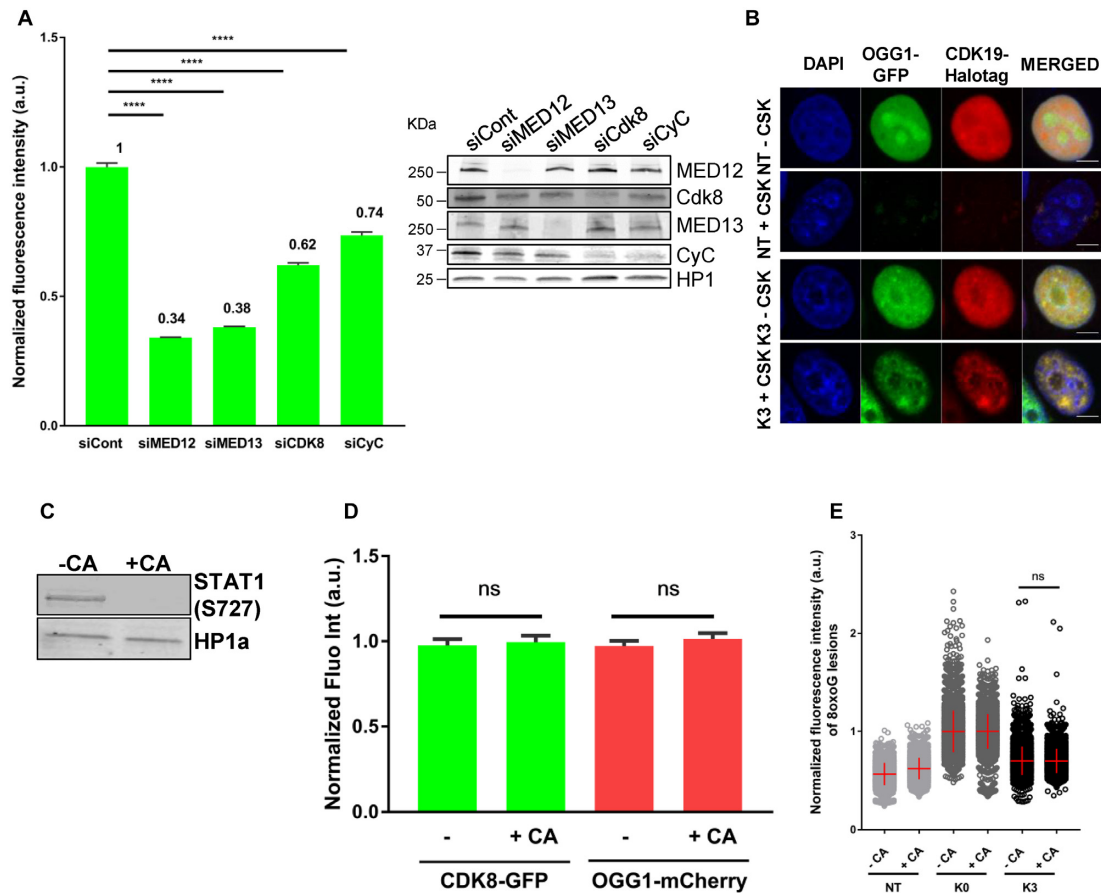 A
Normalized fluorescence intensity (a.u.)
1.5
1.0
0.5
0.0
****
****
****
****
1
0.34
0.38
0.62
0.74
siCont
siMED12
siMED13
siCDK8
siCyC
KDa
siCont
siMED12
siMED13
siCdk8
siCyC
250
MED12
50
Cdk8
250
MED13
37
CyC
25
HP1
B
DAPI
OGG1-GFP
CDK19-Halotag
MERGED
NT - CSK
NT + CSK
K3 - CSK
K3 + CSK
C
-CA
+CA
STAT1
(S727)
HP1a
D
Normalized Fluo Int (a.u.)
1.5
1.0
0.5
0.0
ns
ns
-
+ CA
-
+ CA
CDK8-GFP
OGG1-mCherry
E
Normalized fluorescence intensity (a.u.)
of 8oxoG lesions
3
2
1
0
ns
- CA
+ CA
- CA
+ CA
- CA
+ CA
NT
K0
K3